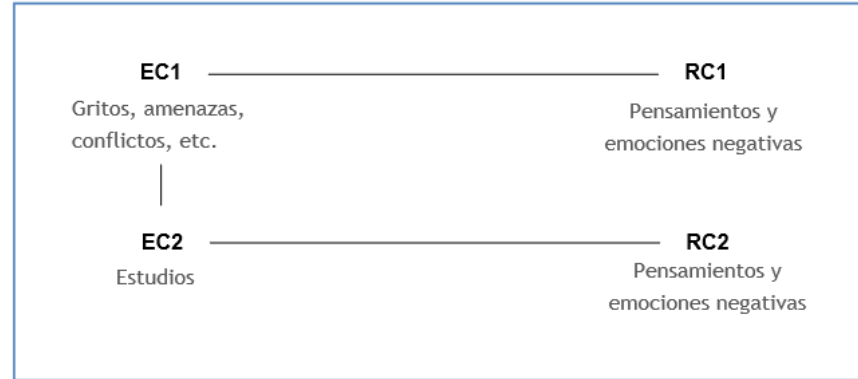 EC1
RC1
Gritos, amenazas,
conflictos, etc.
Pensamientos y
emociones negativas
EC2
RC2
Estudios
Pensamientos y
emociones negativas